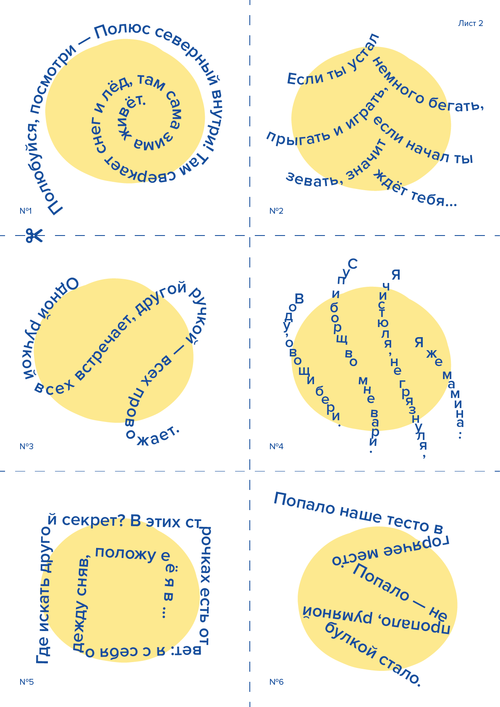 Лист 2
Полюбуйся, посмотри — Полюс северный внутри! Там сверкает снег и лёд, там сама зима живёт.
№1
Если ты устал
немного бегать,
прыгать и играть,
если начал ты
зевать, значит
ждёт тебя...
№2
Одной ручкой всех встречает, другой ручкой — всех провожает.
№3
Воду, овощи бери.
Суп и борщ во мне вари.
Я чистюля, не грязнуля,
Я же мамина:
№4
Где искать другой секрет? В этих строчках есть ответ: я с себя одежду сняв, положу её я в ...
№5
Попало наше тесто в
горячее место.
Попало — не
пропало, румяной
булкой стало.
№6